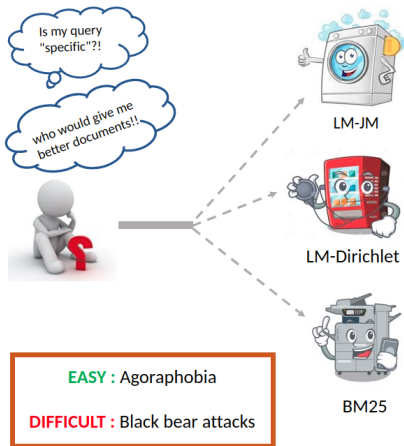 Is my query
"specific"?!
who would give me
better documents!!
LM-JM
LM-Dirichlet
BM25
EASY : Agoraphobia
DIFFICULT : Black bear attacks